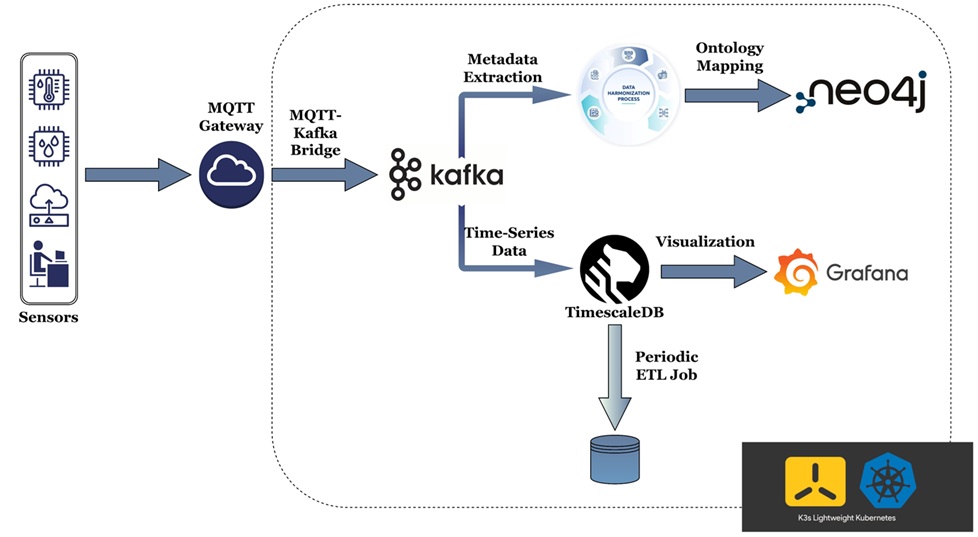 Sensors
MQTT
Gateway
MQTT-
Kafka
Bridge
kafka
Metadata
Extraction
DATA
HARMONIZATION
PROCESS
Ontology
Mapping
neo4j
Time-Series
Data
TimescaleDB
Visualization
Grafana
Periodic
ETL Job
K3s Lightweight Kubernetes